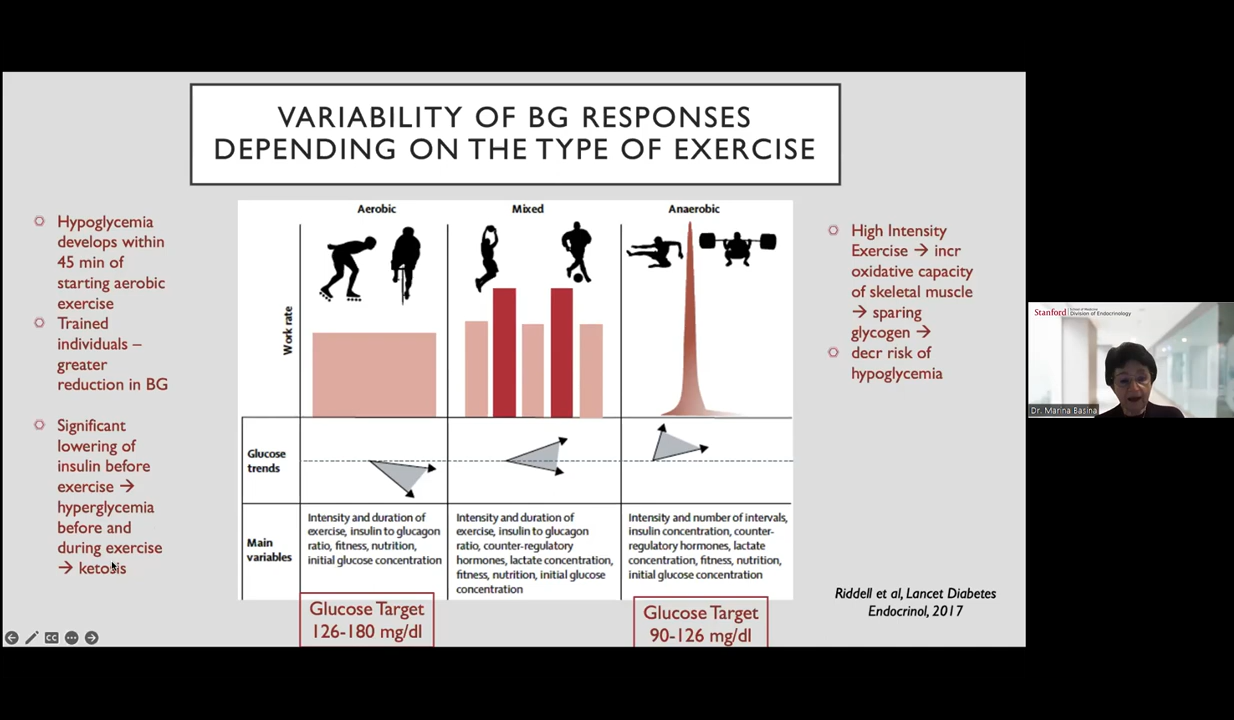 VARIABILITY OF BG RESPONSES
DEPENDING ON THE TYPE OF EXERCISE
Hypoglycemia
develops within
45 min of
starting aerobic
exercise
Trained
individuals –
greater
reduction in BG
Significant
lowering of
insulin before
exercise →
hyperglycemia
before and
during exercise
→ ketosis
Aerobic
Mixed
Anaerobic
Work rate
Glucose
trends
Main
variables
Intensity and duration of
exercise, insulin to glucagon
ratio, fitness, nutrition,
initial glucose concentration
Intensity and duration of
exercise, insulin to glucagon
ratio, counter-regulatory
hormones, lactate concentration,
fitness, nutrition, initial glucose
concentration
Intensity and number of intervals,
insulin concentration, counter-
regulatory hormones, lactate
concentration, fitness, nutrition,
initial glucose concentration
Glucose Target
126-180 mg/dl
Glucose Target
90-126 mg/dl
High Intensity
Exercise → incr
oxidative capacity
of skeletal muscle
→ sparing
glycogen →
decr risk of
hypoglycemia
Riddell et al, Lancet Diabetes
Endocrinol, 2017
CC
Stanford
Division of Endocrinology
Dr. Marina Basina